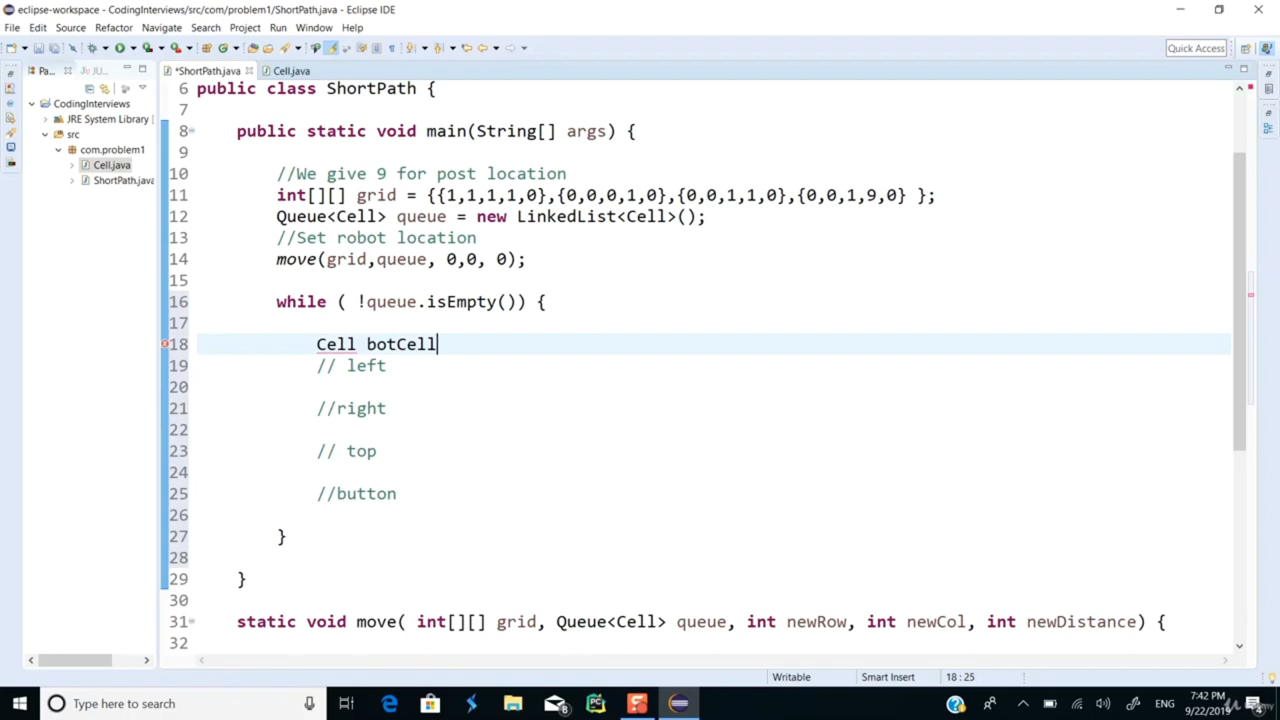 eclipse-workspace - CodingInterviews/src/com/problem1/ShortPath.java - Eclipse IDE
File Edit Source Refactor Navigate Search Project Run Window Help
Quick Access
Pa... JU... *ShortPath.java Cell.java
CodingInterviews
JRE System Library
src
com.problem1
Cell.java
ShortPath.java
6 public class ShortPath {
7
8 public static void main(String[] args) {
9
10 //We give 9 for post location
11 int[][] grid = {{1,1,1,1,0},{0,0,0,1,0},{0,0,1,1,0},{0,0,1,9,0} };
12 Queue<Cell> queue = new LinkedList<Cell>();
13 //Set robot location
14 move(grid,queue, 0,0, 0);
15
16 while ( !queue.isEmpty()) {
17
18 Cell botCell
19 // left
20
21 //right
22
23 // top
24
25 //button
26
27 }
28
29 }
30
31 static void move( int[][] grid, Queue<Cell> queue, int newRow, int newCol, int newDistance) {
32
Writable Smart Insert 18 : 25
Type here to search
ENG
7:42 PM
9/22/2019